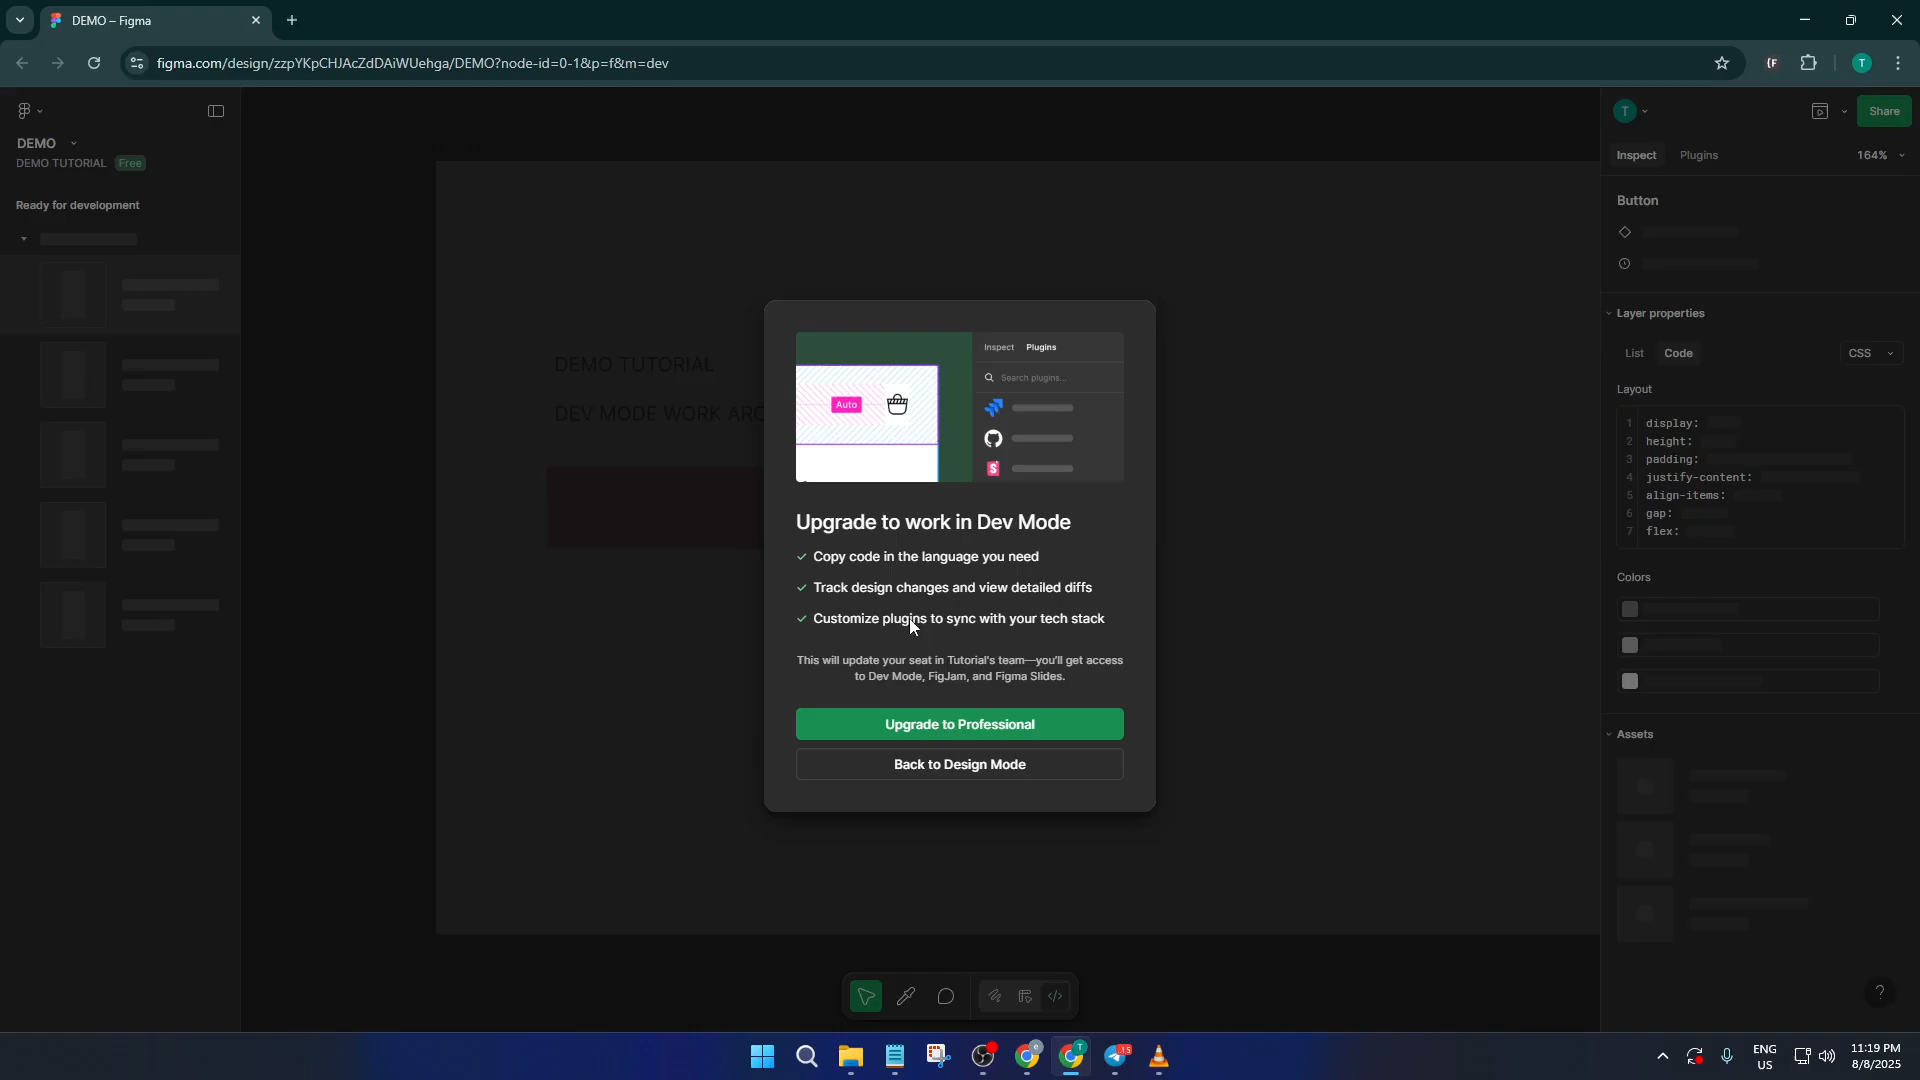 DEMO – Figma
figma.com/design/zzpYKpCHJAcZdDAiWUehga/DEMO?node-id=0-1&p=f&m=dev
T
DEMO
DEMO TUTORIAL Free
Ready for development
DEMO TUTORIAL
DEV MODE WORK ARO
Inspect Plugins
Search plugins...
Auto
Upgrade to work in Dev Mode
Copy code in the language you need
Track design changes and view detailed diffs
Customize plugins to sync with your tech stack
This will update your seat in Tutorial's team—you'll get access
to Dev Mode, FigJam, and Figma Slides.
Upgrade to Professional
Back to Design Mode
T
Share
Inspect Plugins 164%
Button
Layer properties
List Code CSS
Layout
1 display:
2 height:
3 padding:
4 justify-content:
5 align-items:
6 gap:
7 flex:
Colors
Assets
?
e
T
15
ENG
US
11:19 PM
8/8/2025